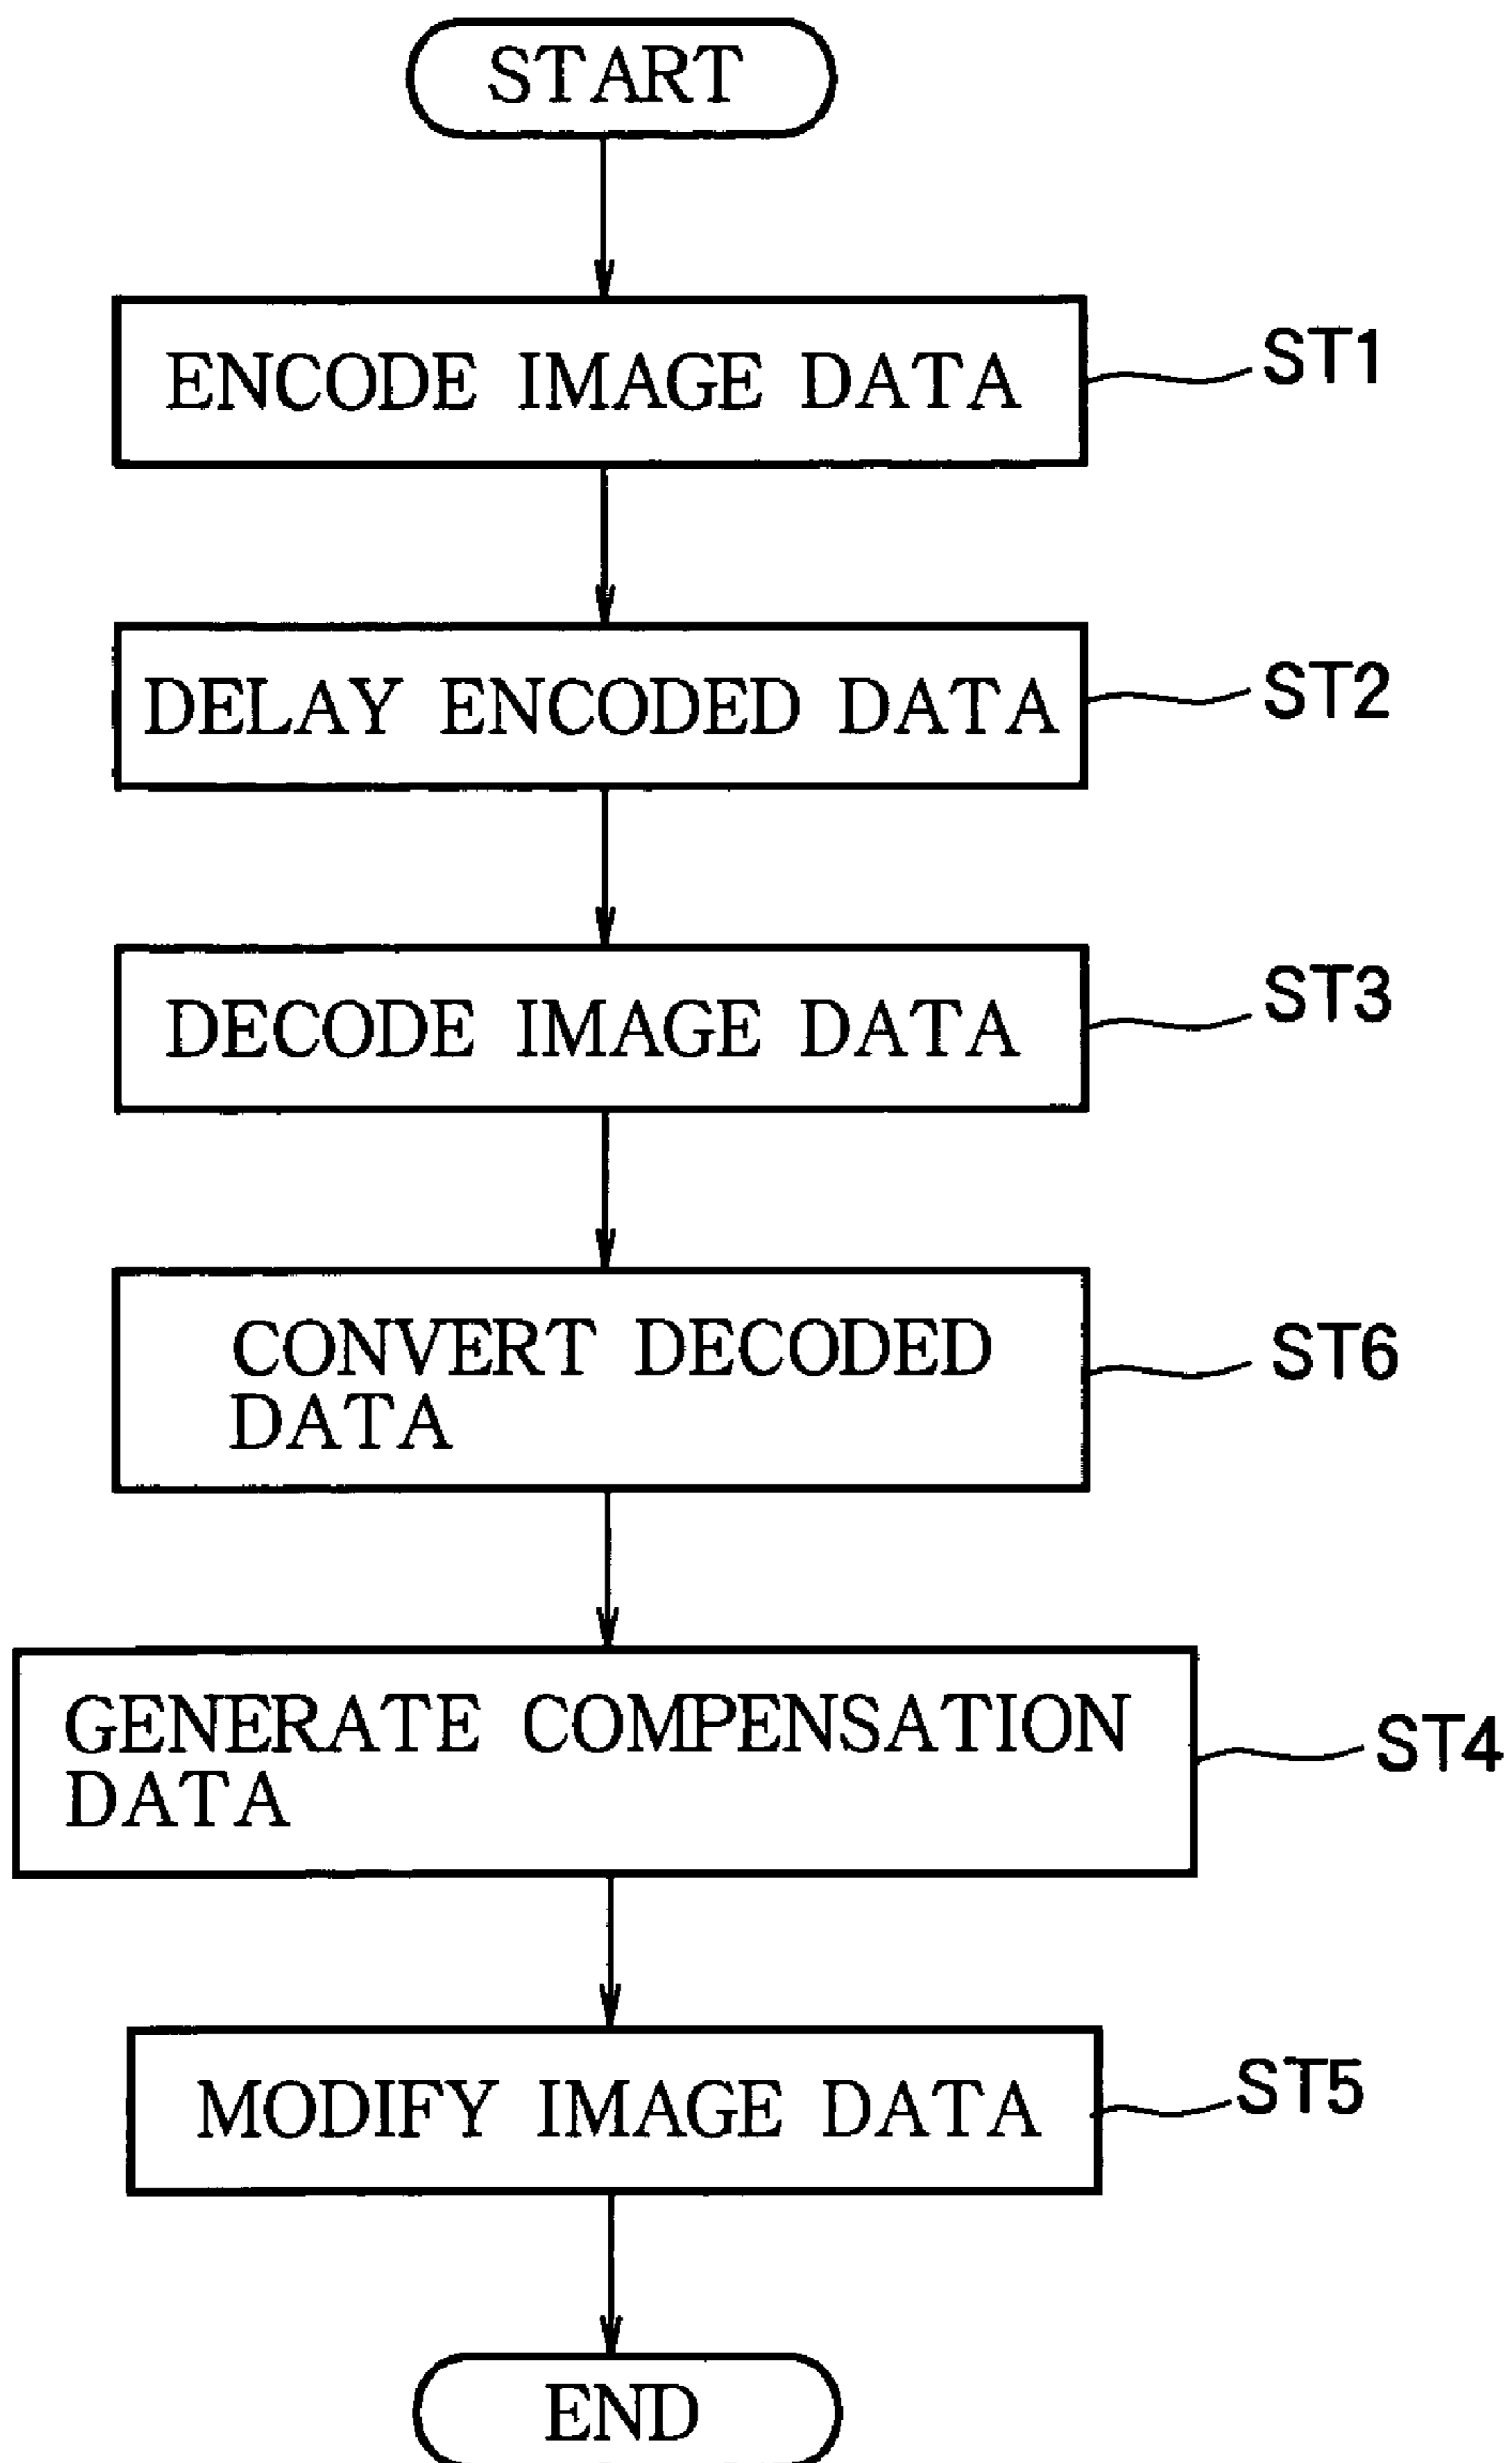 START
ENCODE IMAGE DATA
ST1
DELAY ENCODED DATA
ST2
DECODE IMAGE DATA
ST3
CONVERT DECODED
DATA
ST6
GENERATE COMPENSATION
DATA
ST4
MODIFY IMAGE DATA
ST5
END